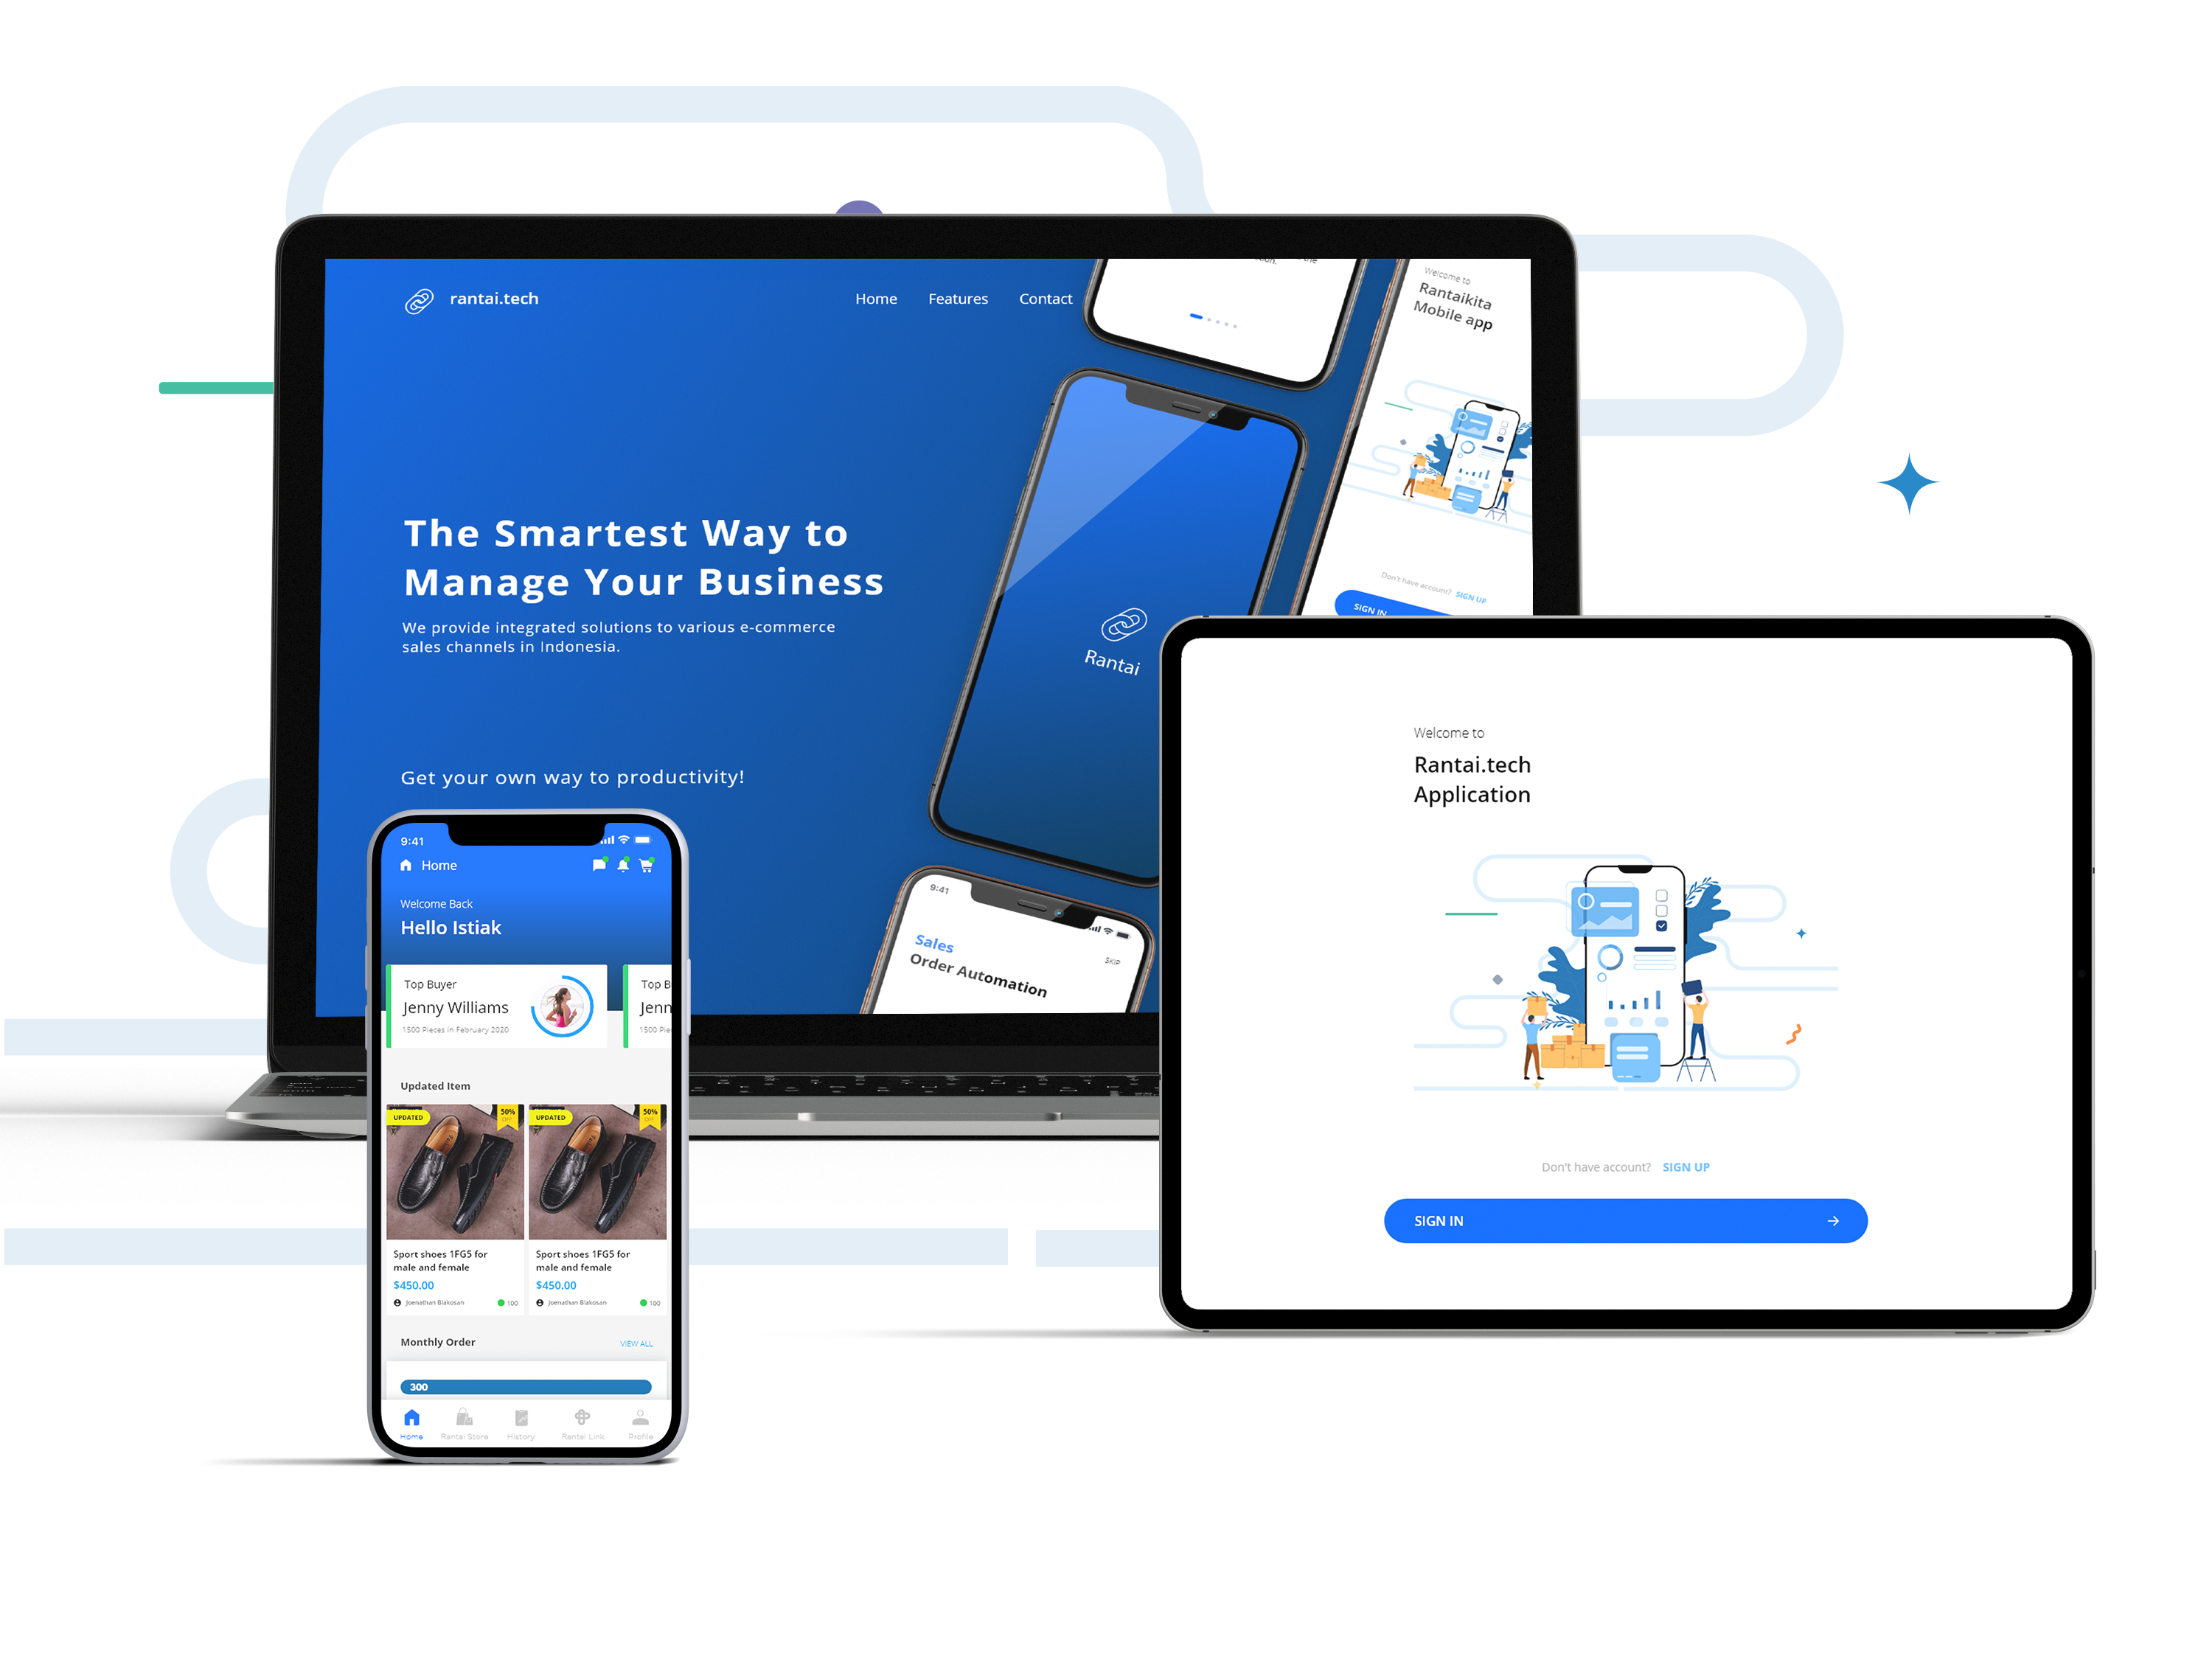 rantai.tech
Home
Features
Contact
The Smartest Way to
Manage Your Business
We provide integrated solutions to various e-commerce
sales channels in Indonesia.
Get your own way to productivity!
the
Welcome to
Rantaikita
Mobile app
Don't have account? SIGN UP
SIGN IN
Rantai
9:41
SKIP
Sales
Order Automation
9:41
Home
Welcome Back
Hello Istiak
Top Buyer
Jenny Williams
1500 Pieces in February 2020
Top B
Jenn
1500 Pie
Updated Item
UPDATED
50%
OFF
UPDATED
50%
OFF
Sport shoes 1FG5 for
male and female
$450.00
Joenathan Blakosan
100
Sport shoes 1FG5 for
male and female
$450.00
Joenathan Blakosan
100
Monthly Order
VIEW ALL
300
Home
Rantai Store
History
Rantai Link
Profile
Welcome to
Rantai.tech
Application
Don't have account? SIGN UP
SIGN IN